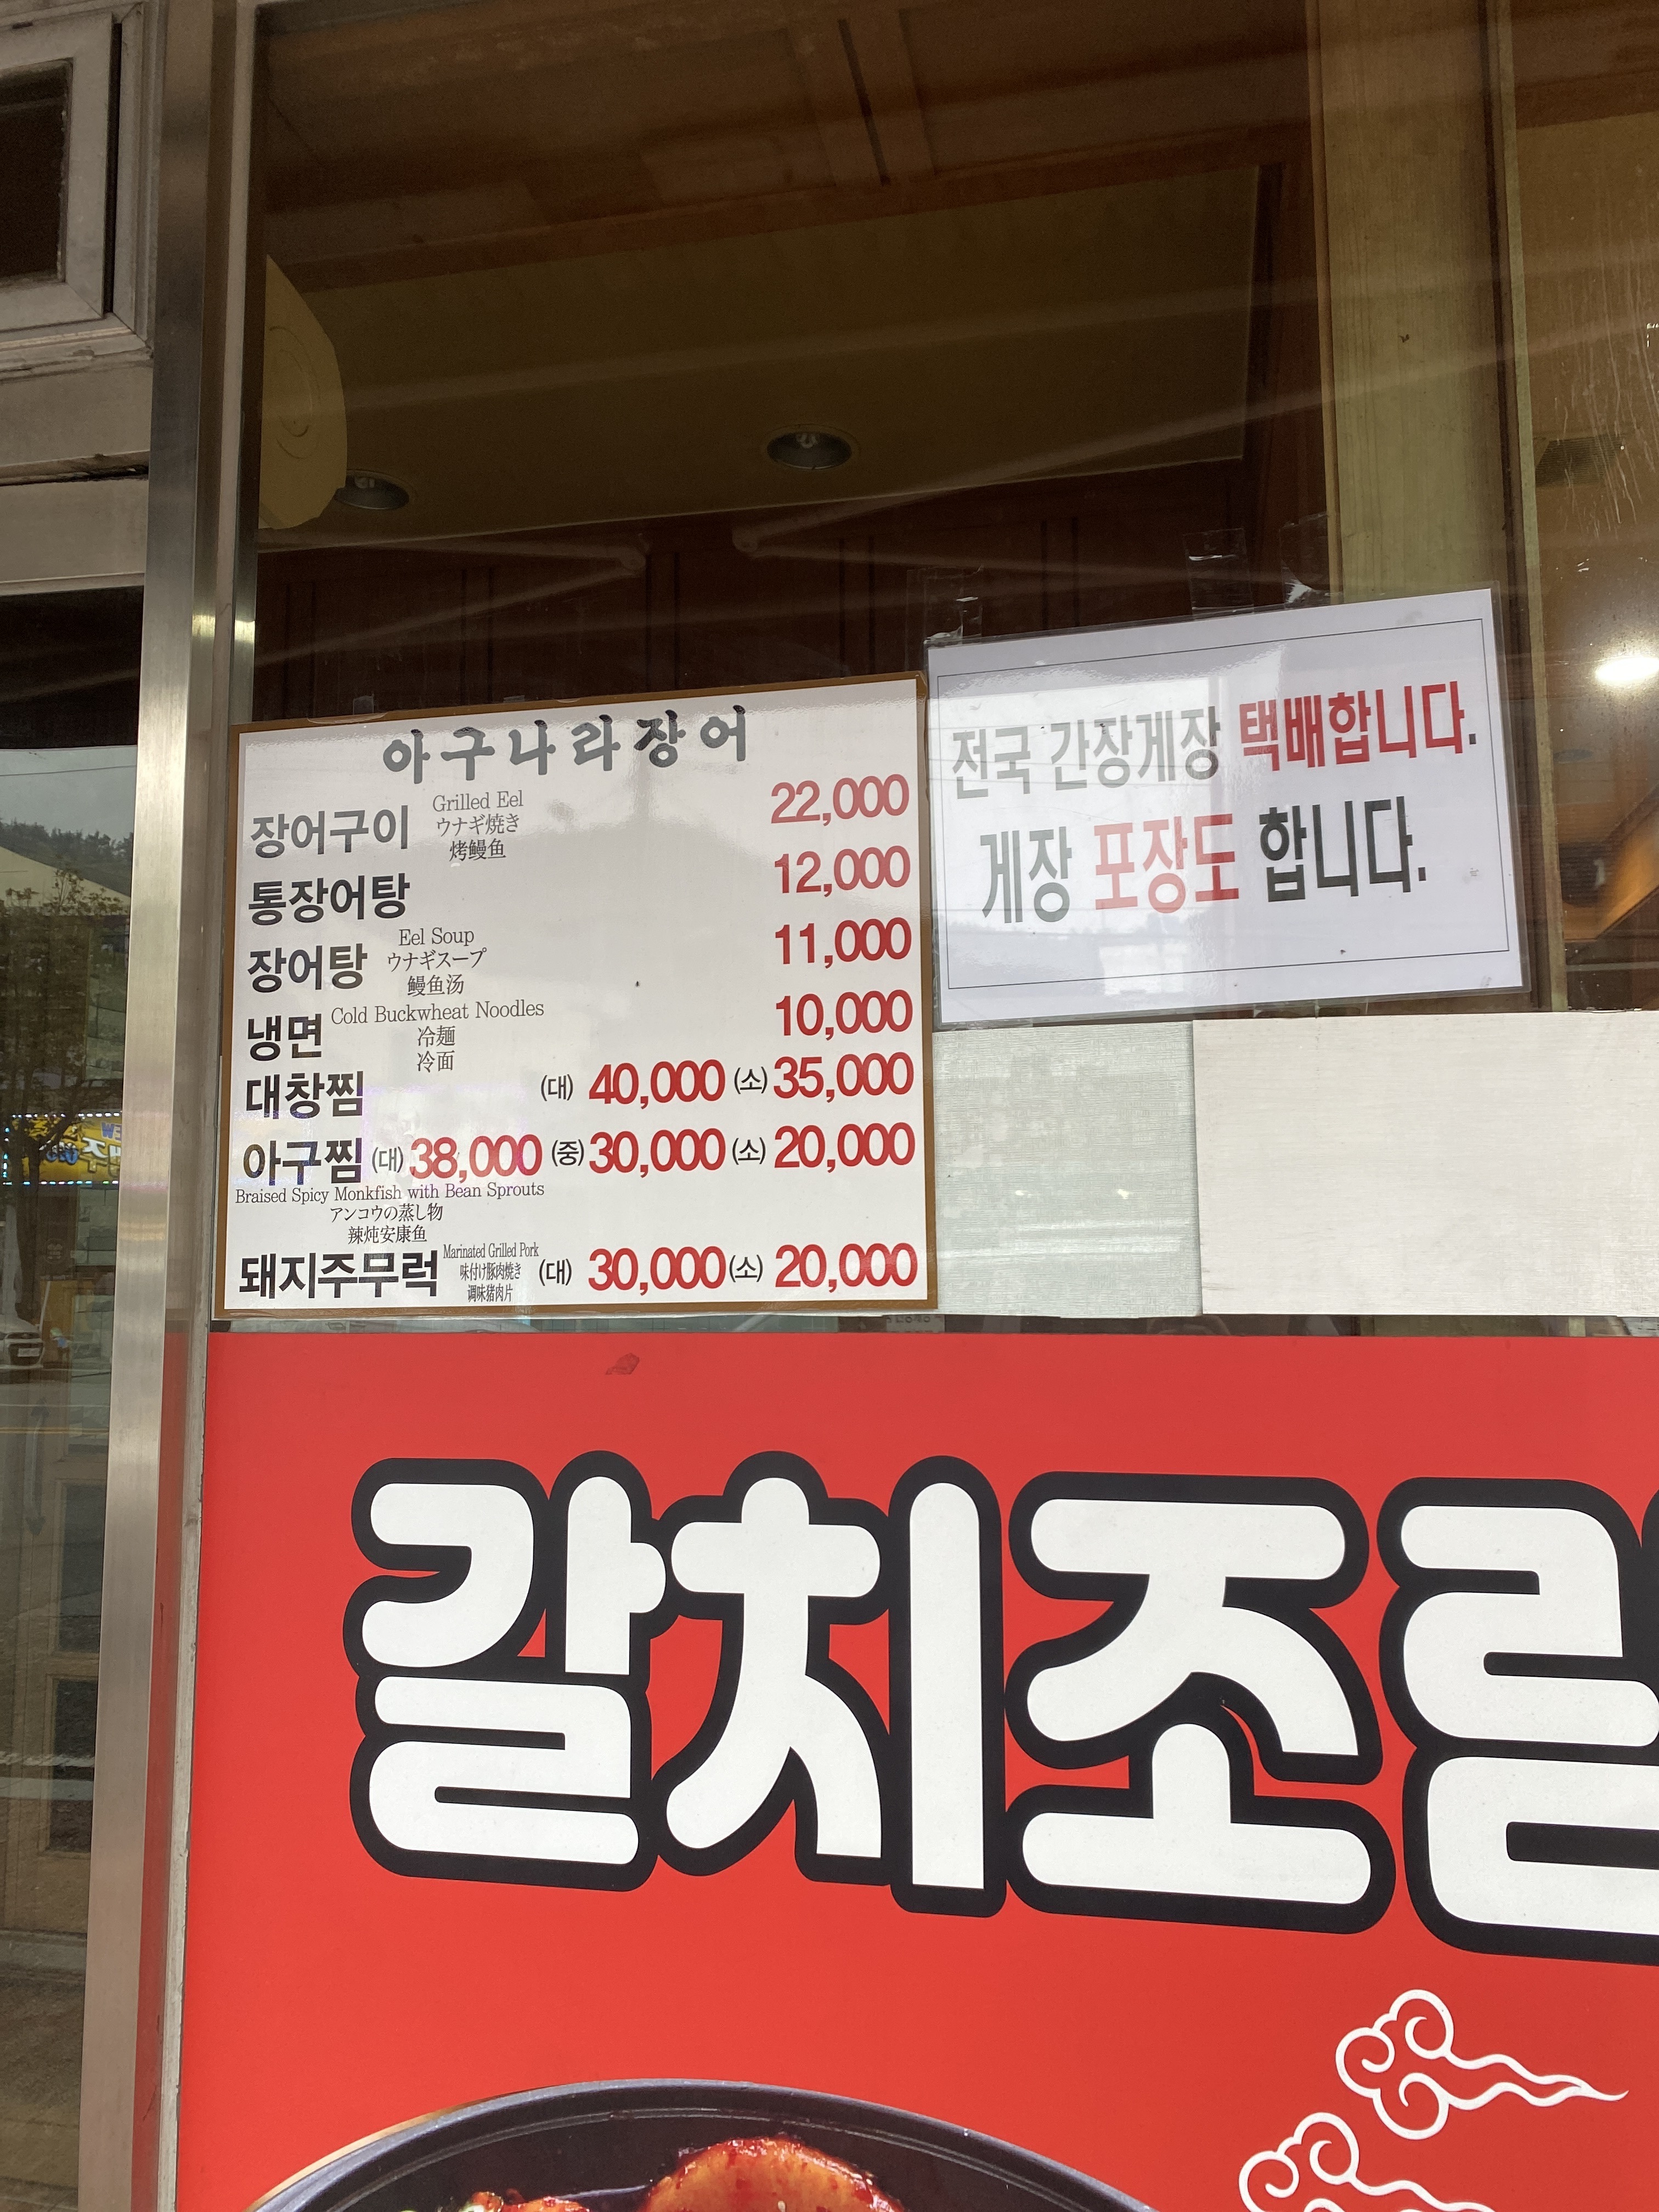 아구나라장어
장어구이 Grilled Eel 22,000
ウナギ焼き
烤鳗鱼
통장어탕 12,000
장어탕 Eel Soup 11,000
ウナギスープ
鳗鱼汤
냉면 Cold Buckwheat Noodles 10,000
冷麺
冷面
대창찜 (대) 40,000 (소) 35,000
아구찜 (대) 38,000 (중) 30,000 (소) 20,000
Braised Spicy Monkfish with Bean Sprouts
アンコウの蒸し物
辣炖安康鱼
돼지주무럭 Marinated Grilled Pork (대) 30,000 (소) 20,000
味付け豚肉焼き
调味猪肉片
전국 간장게장 택배합니다.
게장 포장도 합니다.
갈치조림